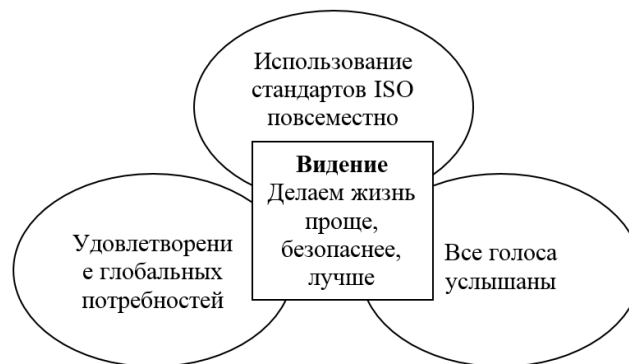 Использование
стандартов ISO
повсеместно
Видение
Делаем жизнь
проще,
безопаснее,
лучше
Удовлетворени
е глобальных
потребностей
Все голоса
услышаны